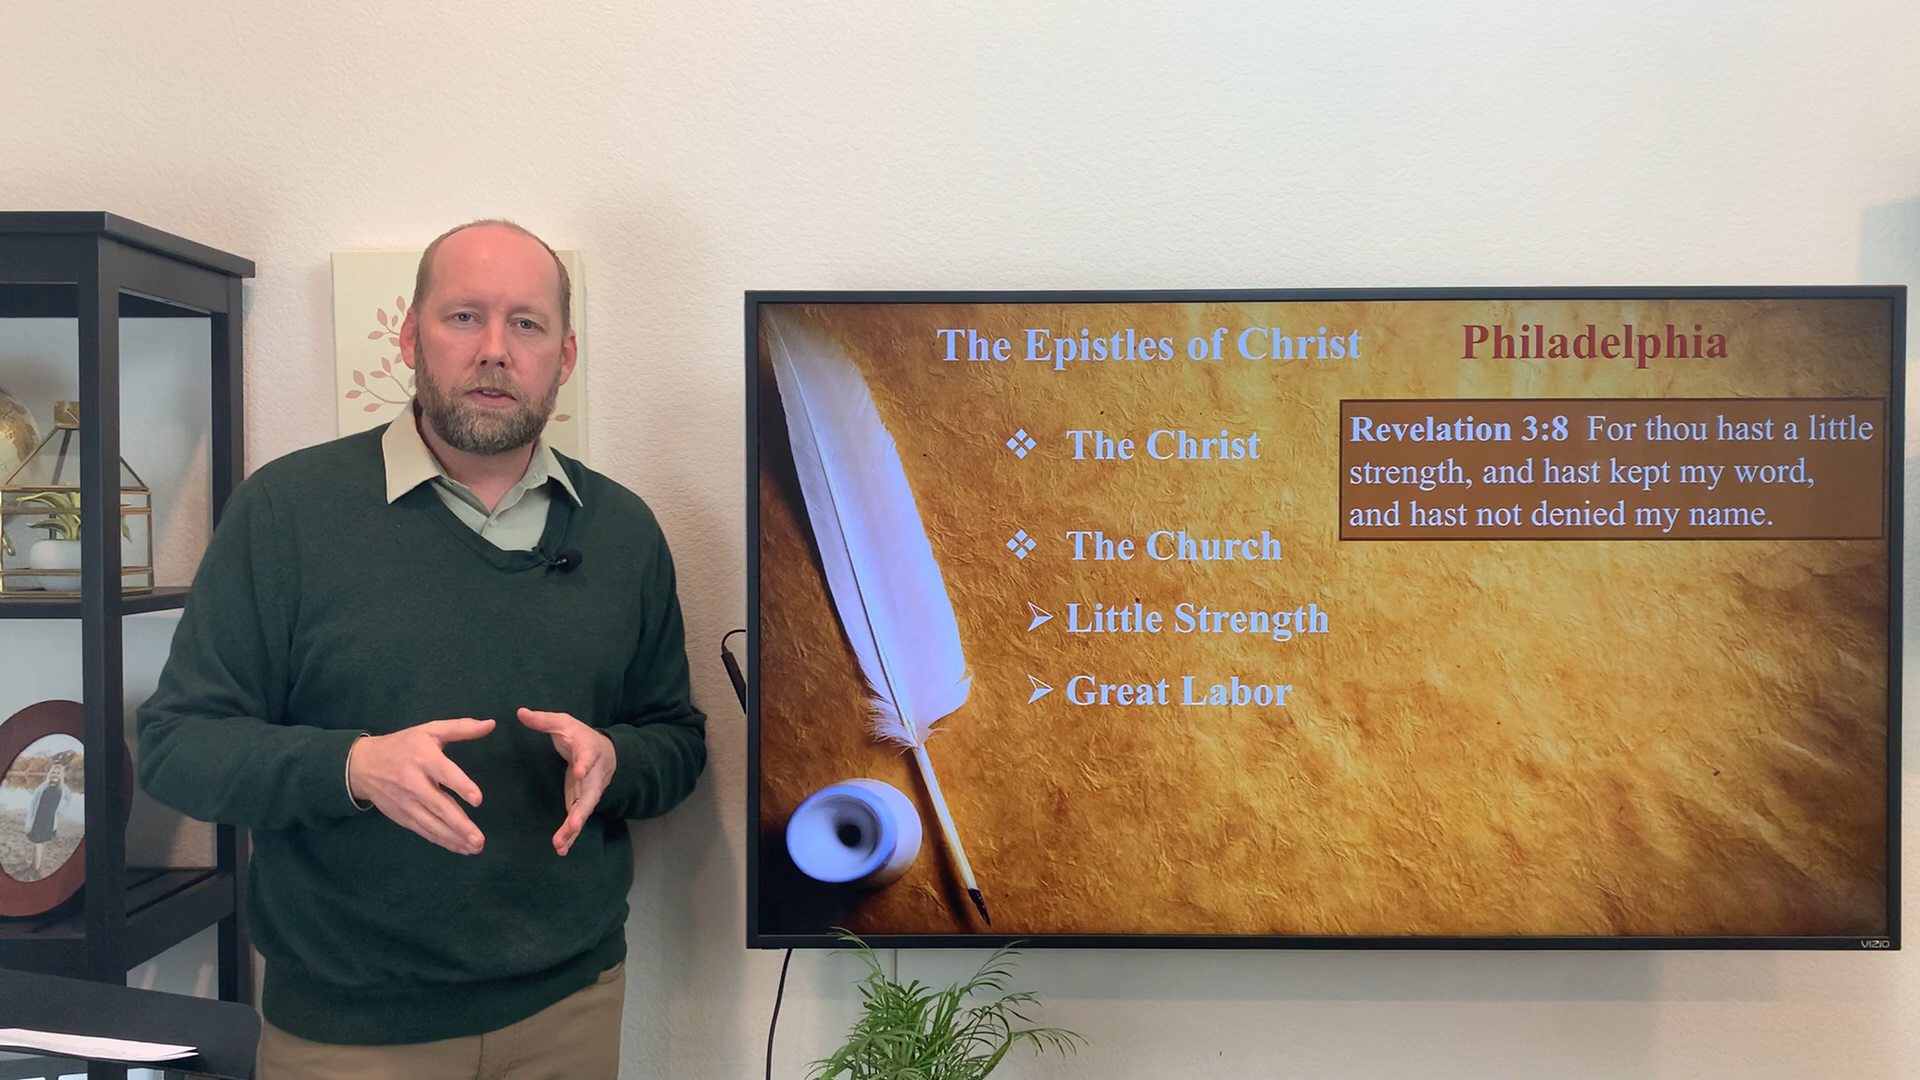 The Epistles of Christ
Philadelphia
❖ The Christ
❖ The Church
➢ Little Strength
➢ Great Labor
Revelation 3:8 For thou hast a little
strength, and hast kept my word,
and hast not denied my name.
VIZIO